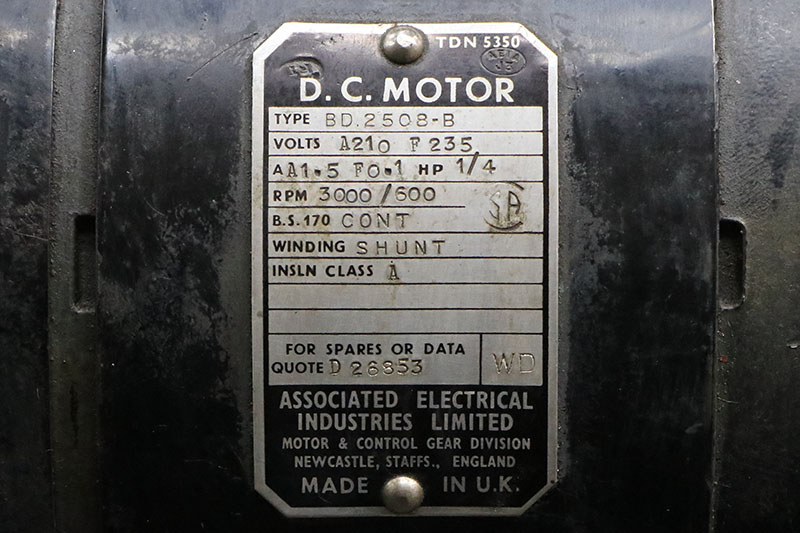 TDN 5350
D.C. MOTOR
TYPE BD.2508-B
VOLTS A210 F235
A A1.5 F0.1 HP 1/4
RPM 3000/600
B.S.170 CONT
WINDING SHUNT
INSLN CLASS A
FOR SPARES OR DATA
QUOTE D 26853
WD
ASSOCIATED ELECTRICAL
INDUSTRIES LIMITED
MOTOR & CONTROL GEAR DIVISION
NEWCASTLE, STAFFS., ENGLAND
MADE IN U.K.